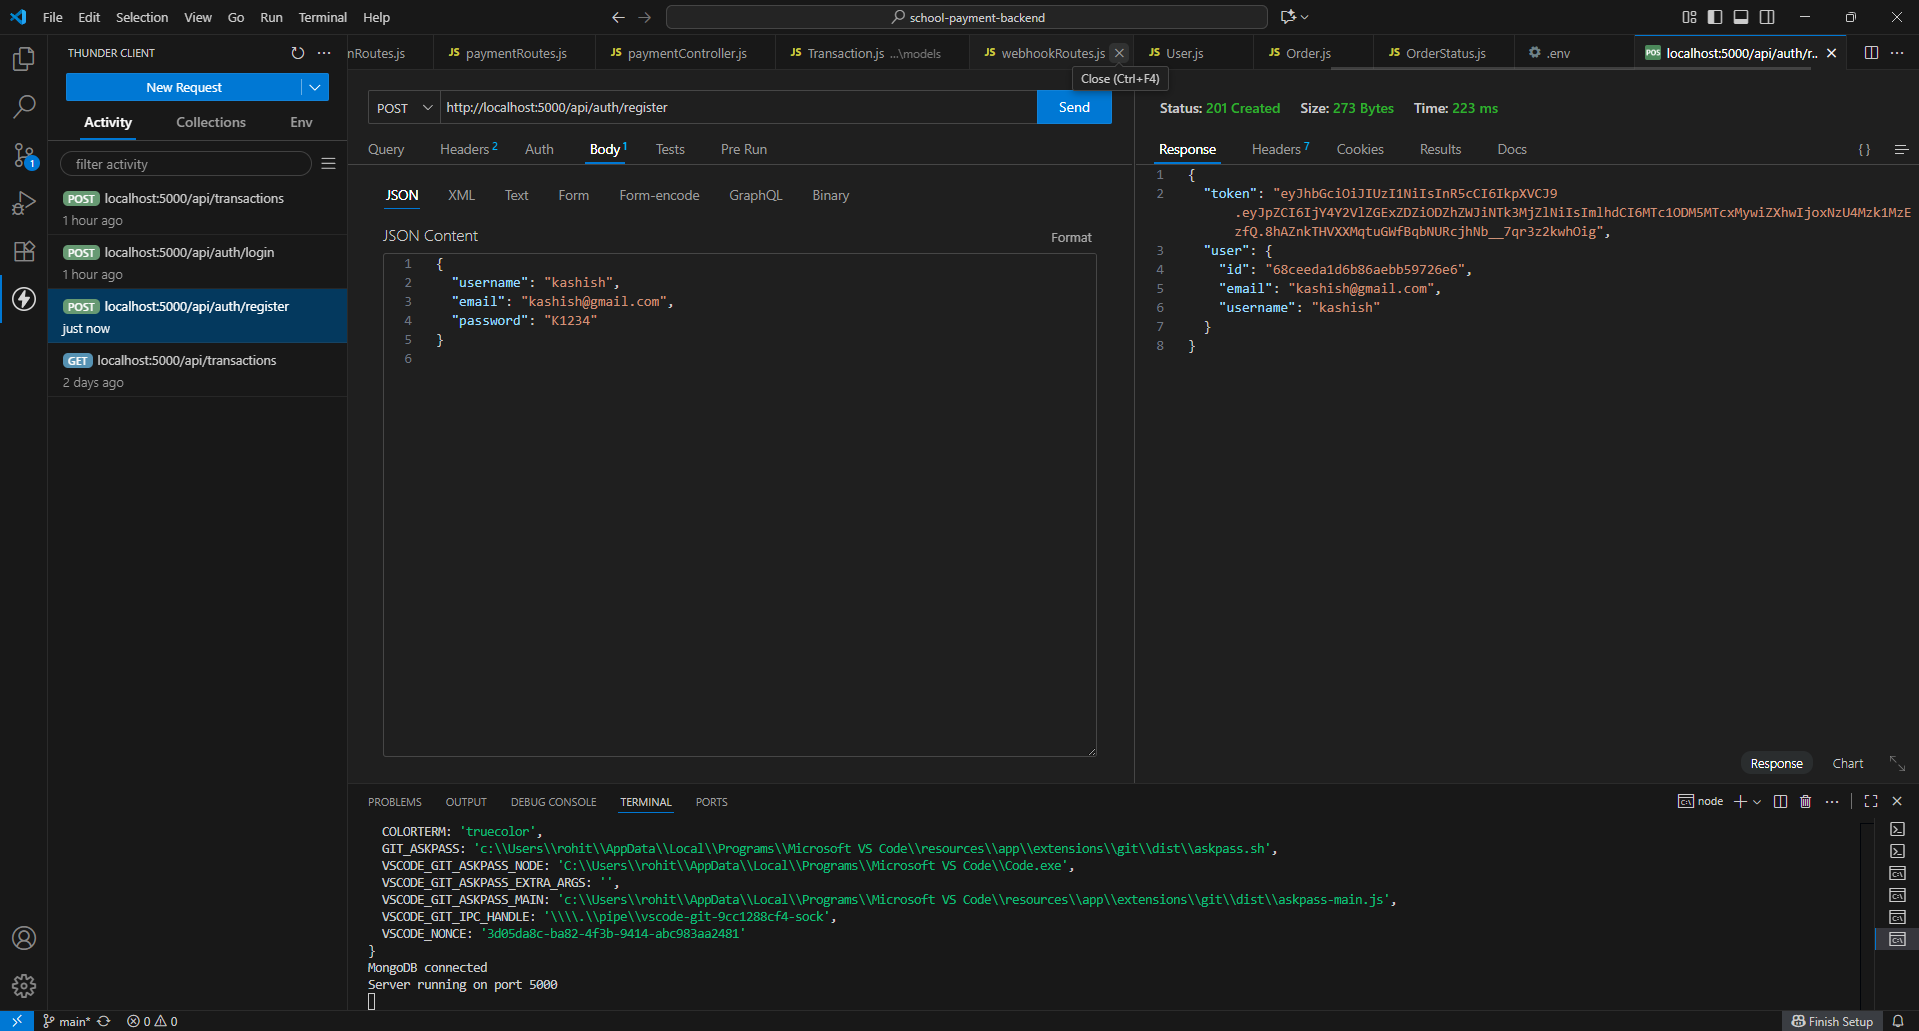 File Edit Selection View Go Run Terminal Help
school-payment-backend
THUNDER CLIENT
nRoutes.js
JS paymentRoutes.js
JS paymentController.js
JS Transaction.js ...\models
JS webhookRoutes.js
JS User.js
JS Order.js
JS OrderStatus.js
.env
POS localhost:5000/api/auth/r..
Close (Ctrl+F4)
New Request
Activity Collections Env
filter activity
POST localhost:5000/api/transactions
1 hour ago
POST localhost:5000/api/auth/login
1 hour ago
POST localhost:5000/api/auth/register
just now
GET localhost:5000/api/transactions
2 days ago
1
POST http://localhost:5000/api/auth/register Send
Query Headers 2 Auth Body 1 Tests Pre Run
JSON XML Text Form Form-encode GraphQL Binary
JSON Content
Format
1 {
2 "username": "kashish",
3 "email": "kashish@gmail.com",
4 "password": "K1234"
5 }
6
Status: 201 Created Size: 273 Bytes Time: 223 ms
Response Headers 7 Cookies Results Docs { }
1 {
2 "token": "eyJhbGciOiJIUzI1NiIsInR5cCI6IkpXVCJ9
.eyJpZCI6IjY4Y2VlZGExZDZiODZhZWJiNTk3MjZlNiIsImlhdCI6MTc1ODM5MTcxMywiZXhwIjoxNzU4Mzk1MzE
zfQ.8hAZnkTHVXXMqtuGWfBqbNURcjhNb__7qr3z2kwhOig",
3 "user": {
4 "id": "68ceeda1d6b86aebb59726e6",
5 "email": "kashish@gmail.com",
6 "username": "kashish"
7 }
8 }
Response Chart
PROBLEMS OUTPUT DEBUG CONSOLE TERMINAL PORTS
node
COLORTERM: 'truecolor',
GIT_ASKPASS: 'c:\\Users\\rohit\\AppData\\Local\\Programs\\Microsoft VS Code\\resources\\app\\extensions\\git\\dist\\askpass.sh',
VSCODE_GIT_ASKPASS_NODE: 'C:\\Users\\rohit\\AppData\\Local\\Programs\\Microsoft VS Code\\Code.exe',
VSCODE_GIT_ASKPASS_EXTRA_ARGS: '',
VSCODE_GIT_ASKPASS_MAIN: 'c:\\Users\\rohit\\AppData\\Local\\Programs\\Microsoft VS Code\\resources\\app\\extensions\\git\\dist\\askpass-main.js',
VSCODE_GIT_IPC_HANDLE: '\\\\.\\pipe\\vscode-git-9cc1288cf4-sock',
VSCODE_NONCE: '3d05da8c-ba82-4f3b-9414-abc983aa2481'
}
MongoDB connected
Server running on port 5000
main* 0 0
Finish Setup